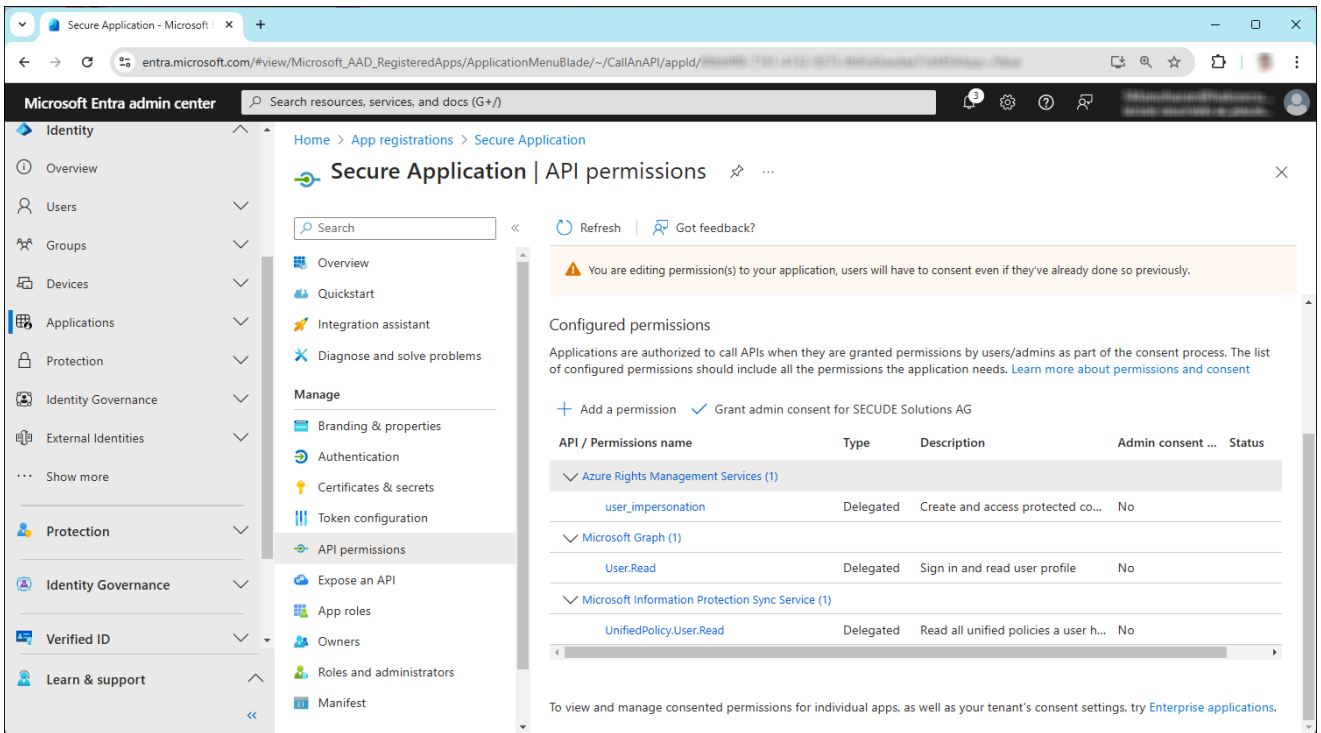 Secure Application - Microsoft E
entra.microsoft.com/#view/Microsoft_AAD_RegisteredApps/ApplicationMenuBlade/~/CallAnAPI/appId/
Microsoft Entra admin center
Search resources, services, and docs (G+/)
3
Identity
Overview
Users
Groups
Devices
Applications
Protection
Identity Governance
External Identities
Show more
Protection
Identity Governance
Verified ID
Learn & support
Home > App registrations > Secure Application
Secure Application | API permissions
Search
Overview
Quickstart
Integration assistant
Diagnose and solve problems
Manage
Branding & properties
Authentication
Certificates & secrets
Token configuration
API permissions
Expose an API
App roles
Owners
Roles and administrators
Manifest
Refresh
Got feedback?
You are editing permission(s) to your application, users will have to consent even if they've already done so previously.
Configured permissions
Applications are authorized to call APIs when they are granted permissions by users/admins as part of the consent process. The list
of configured permissions should include all the permissions the application needs. Learn more about permissions and consent
Add a permission Grant admin consent for SECUDE Solutions AG
API / Permissions name Type Description Admin consent ... Status
Azure Rights Management Services (1)
user_impersonation Delegated Create and access protected co... No
Microsoft Graph (1)
User.Read Delegated Sign in and read user profile No
Microsoft Information Protection Sync Service (1)
UnifiedPolicy.User.Read Delegated Read all unified policies a user h... No
To view and manage consented permissions for individual apps, as well as your tenant's consent settings, try Enterprise applications.